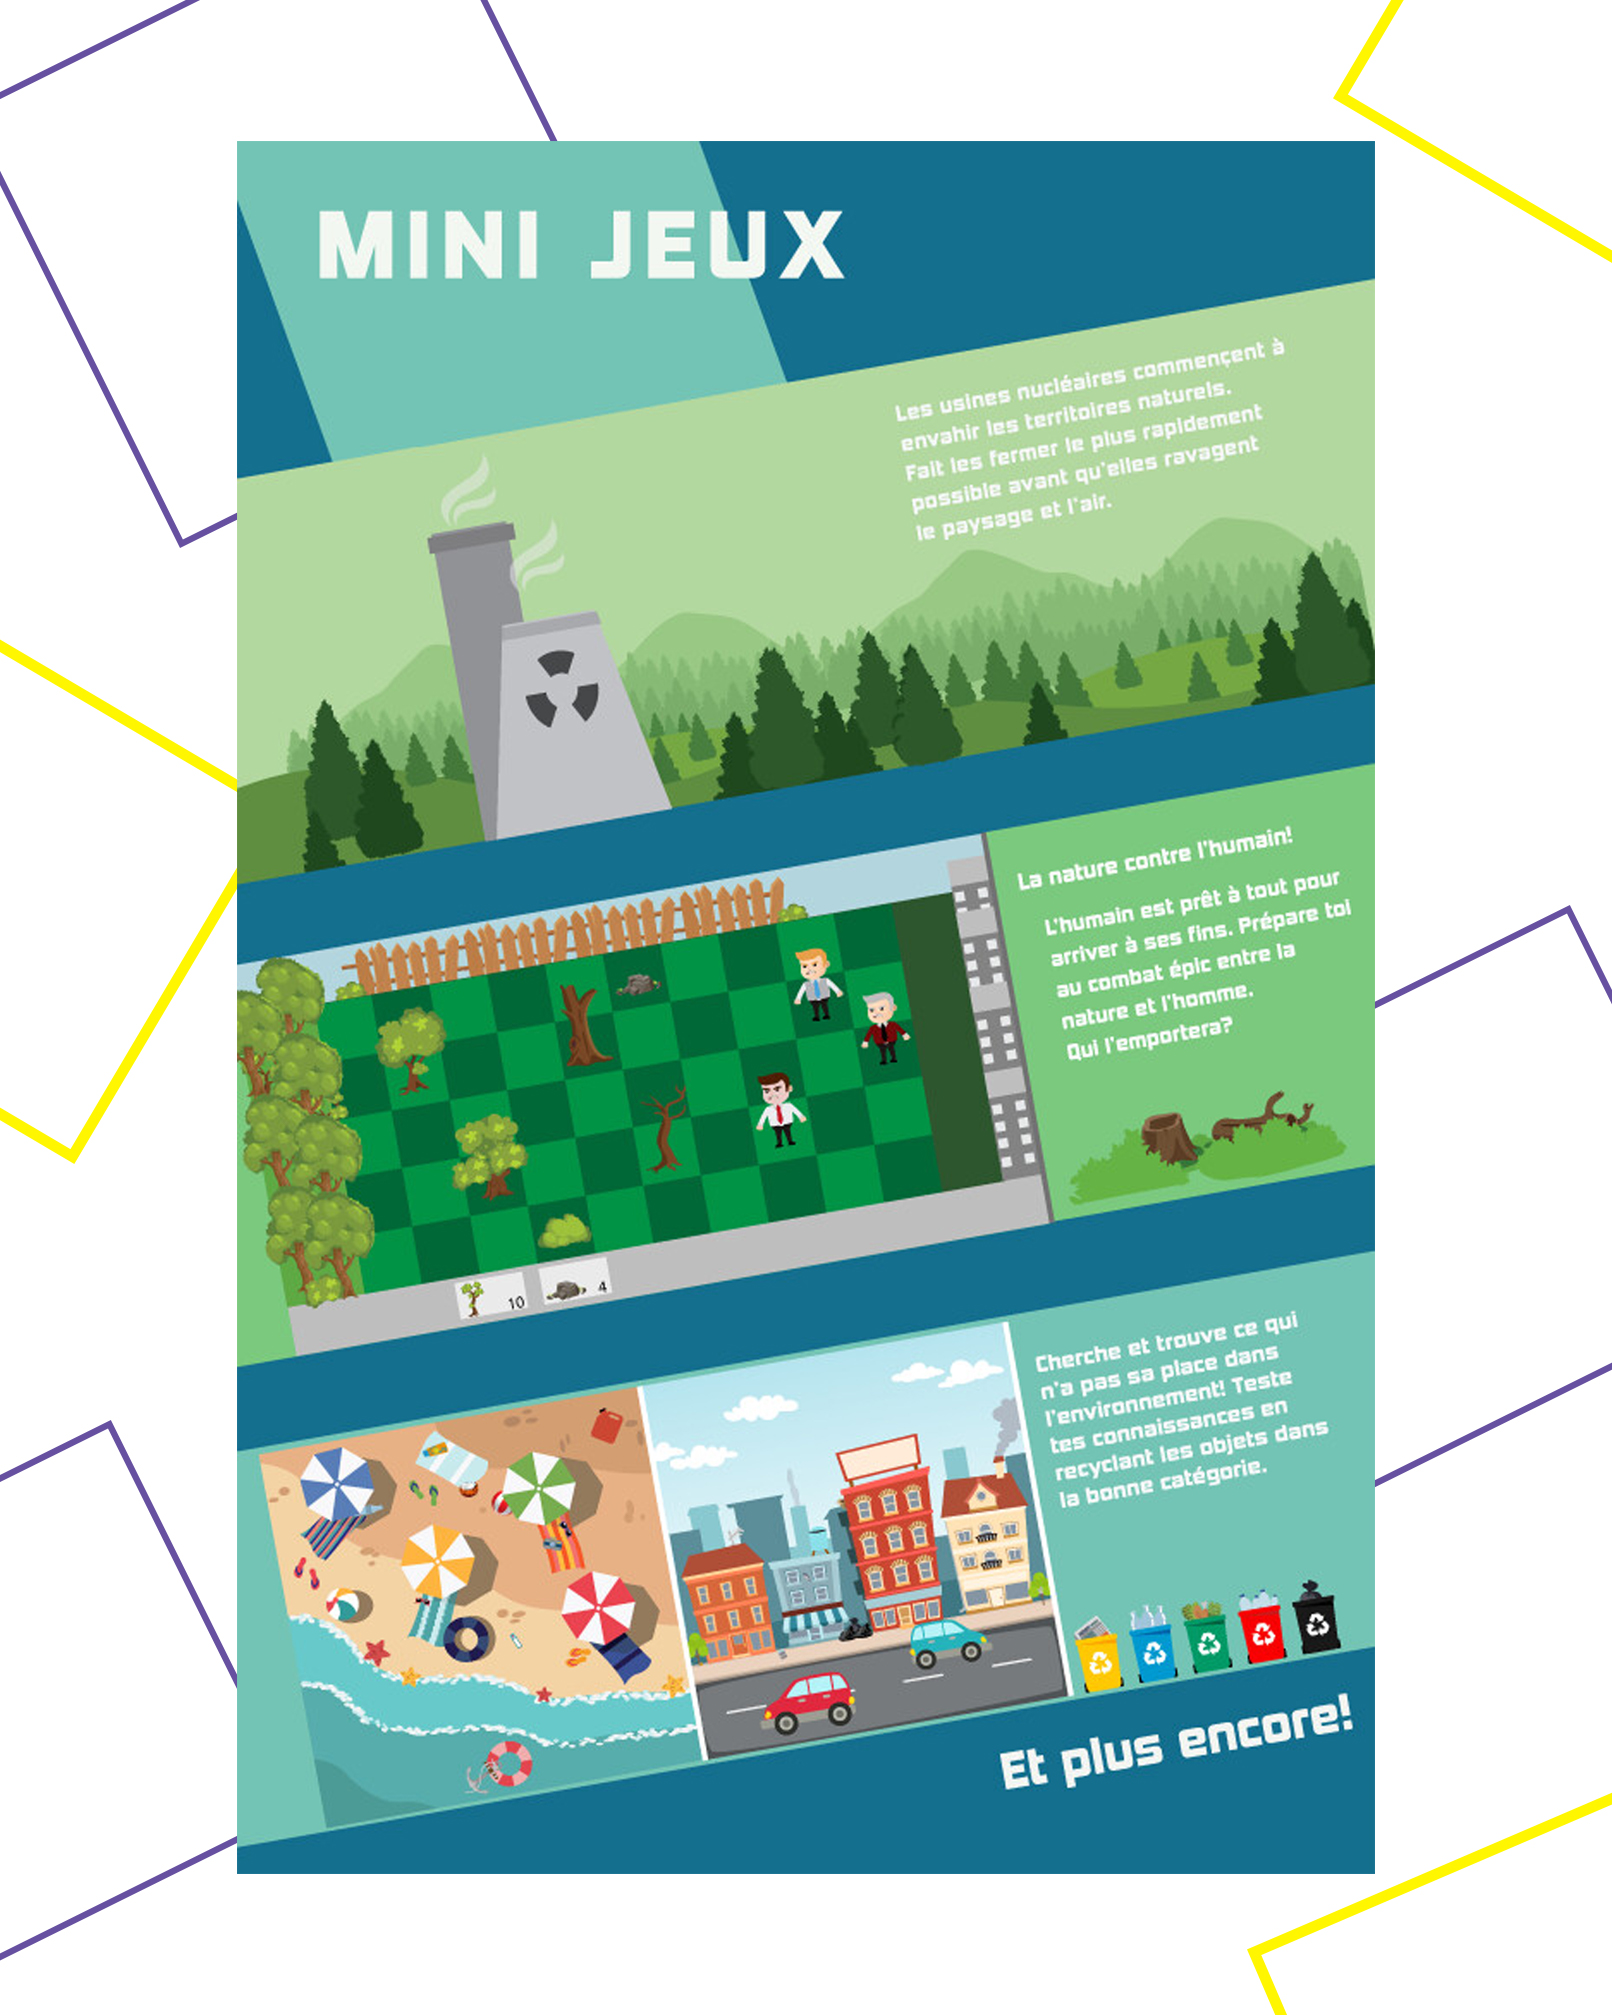 MINI JEUX
Les usines nucléaires commençent à
envahir les territoires naturels.
Fait les fermer le plus rapidement
possible avant qu'elles ravagent
le paysage et l'air.
La nature contre l'humain!
L'humain est prêt à tout pour
arriver à ses fins. Prépare toi
au combat épic entre la
nature et l'homme.
Qui l'emportera?
10
4
Cherche et trouve ce qui
n'a pas sa place dans
l'environnement! Teste
tes connaissances en
recyclant les objets dans
la bonne catégorie.
Et plus encore!